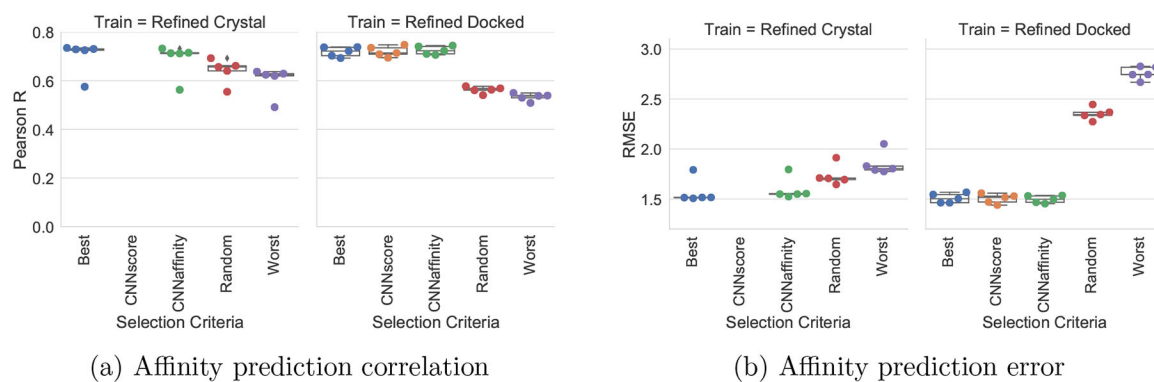 Train = Refined Crystal
Train = Refined Docked
0.8
0.6
0.4
0.2
0.0
Pearson R
Best
CNNscore
CNNaffinity
Random
Worst
Best
CNNscore
CNNaffinity
Random
Worst
Selection Criteria
Selection Criteria
(a) Affinity prediction correlation
Train = Refined Crystal
Train = Refined Docked
3.0
2.5
2.0
1.5
RMSE
Best
CNNscore
CNNaffinity
Random
Worst
Best
CNNscore
CNNaffinity
Random
Worst
Selection Criteria
Selection Criteria
(b) Affinity prediction error